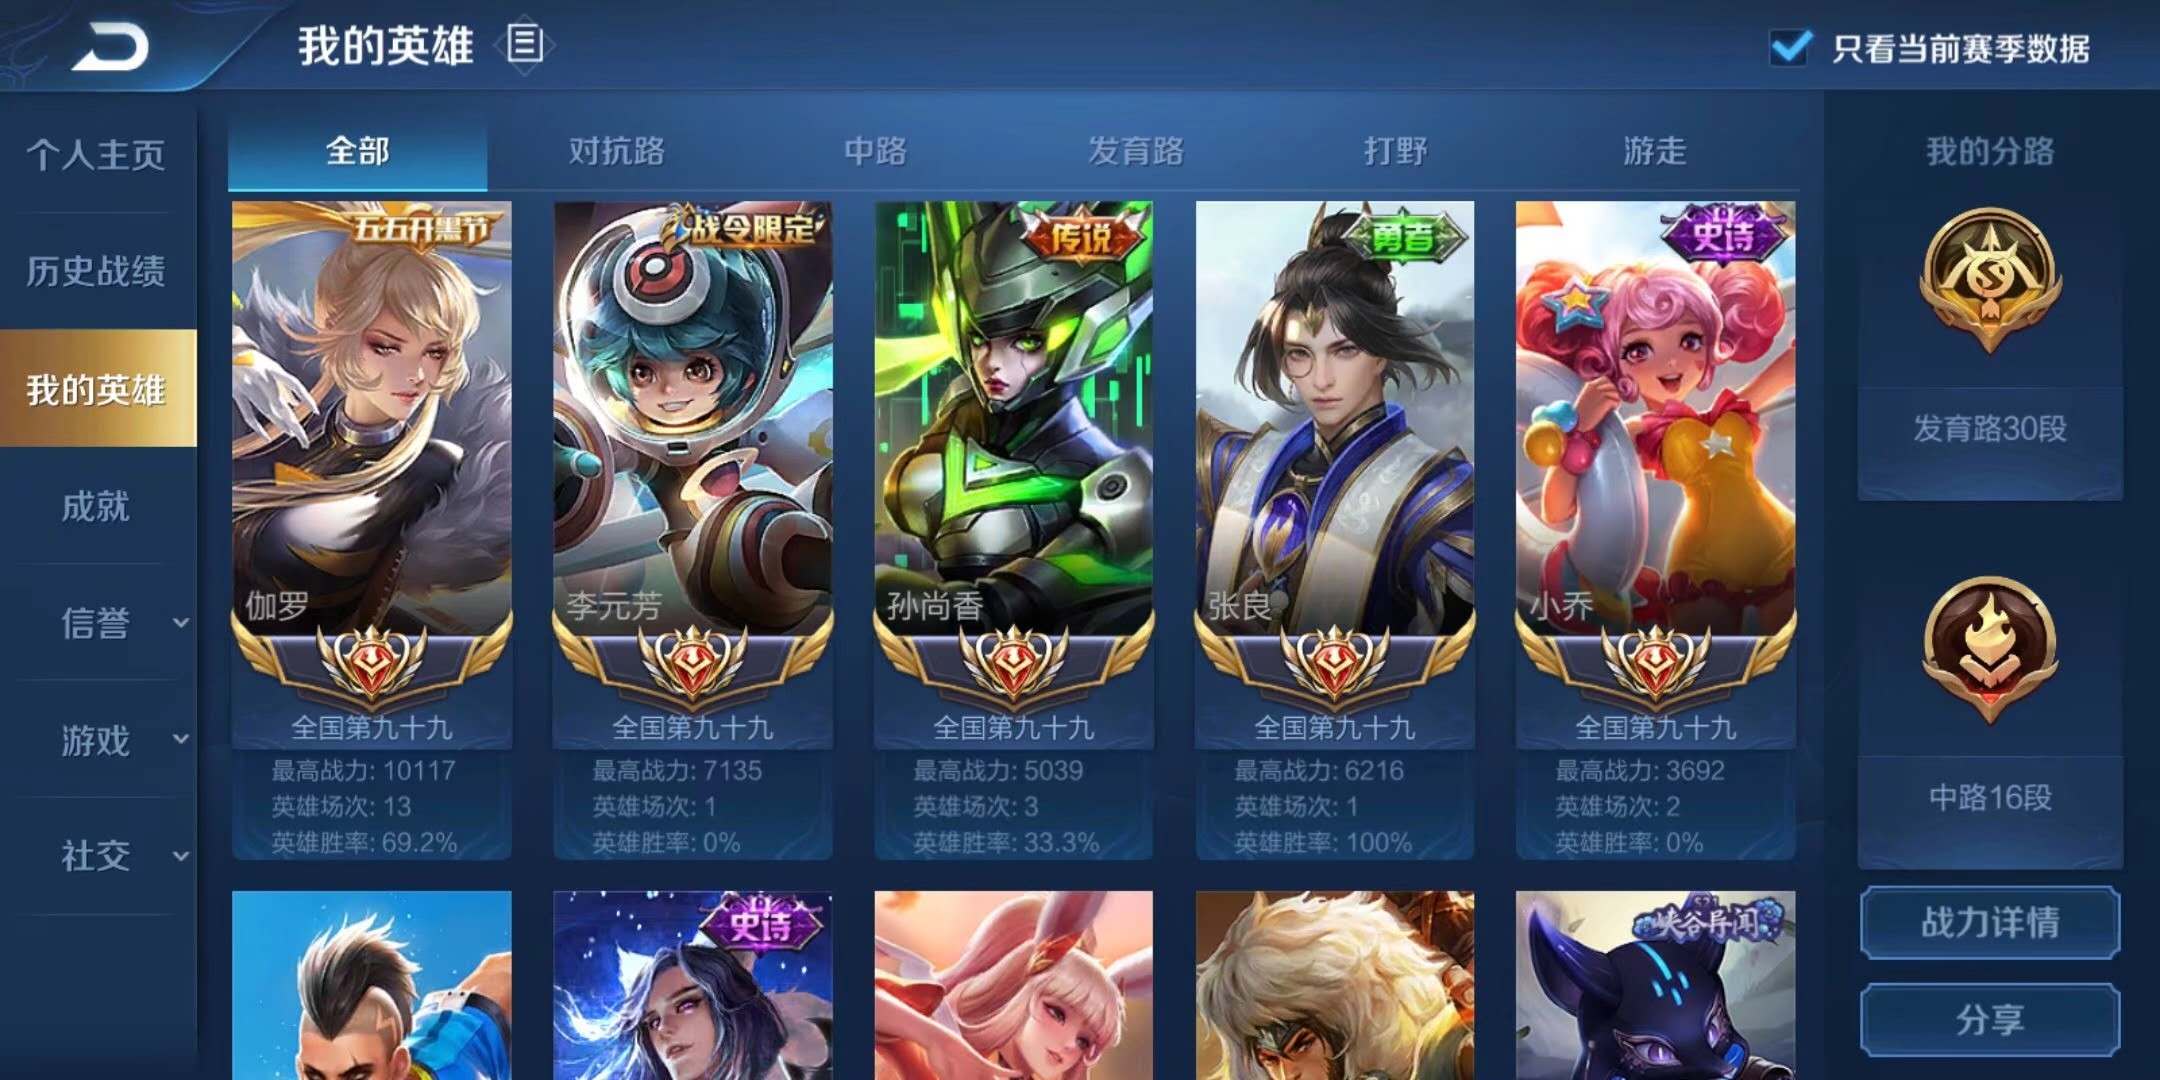 我的英雄
只看当前赛季数据
个人主页
历史战绩
我的英雄
成就
信誉
游戏
社交
全部 对抗路 中路 发育路 打野 游走
五五开黑节
伽罗
全国第九十九
最高战力: 10117
英雄场次: 13
英雄胜率: 69.2%
战令限定
李元芳
全国第九十九
最高战力: 7135
英雄场次: 1
英雄胜率: 0%
传说
孙尚香
全国第九十九
最高战力: 5039
英雄场次: 3
英雄胜率: 33.3%
勇者
张良
全国第九十九
最高战力: 6216
英雄场次: 1
英雄胜率: 100%
史诗
小乔
全国第九十九
最高战力: 3692
英雄场次: 2
英雄胜率: 0%
史诗
S21
峡谷异闻
我的分路
发育路30段
中路16段
战力详情
分享